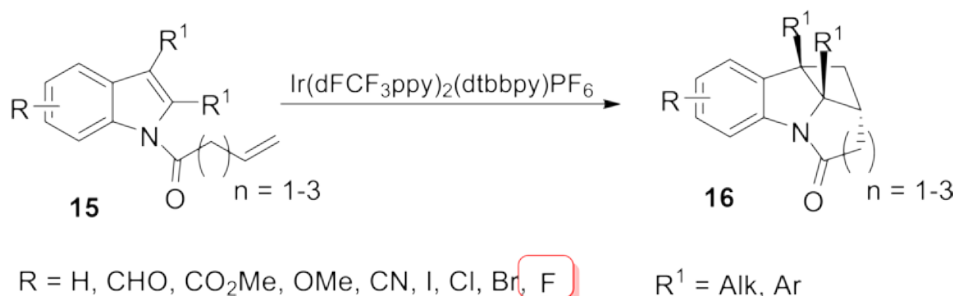 R¹ R¹ R¹
R R¹ Ir(dFCF₃ppy)₂(dtbbpy)PF₆ R
N N
( ) ( )
O n = 1-3 O n = 1-3
15 16
R = H, CHO, CO₂Me, OMe, CN, I, Cl, Br, F R¹ = Alk, Ar